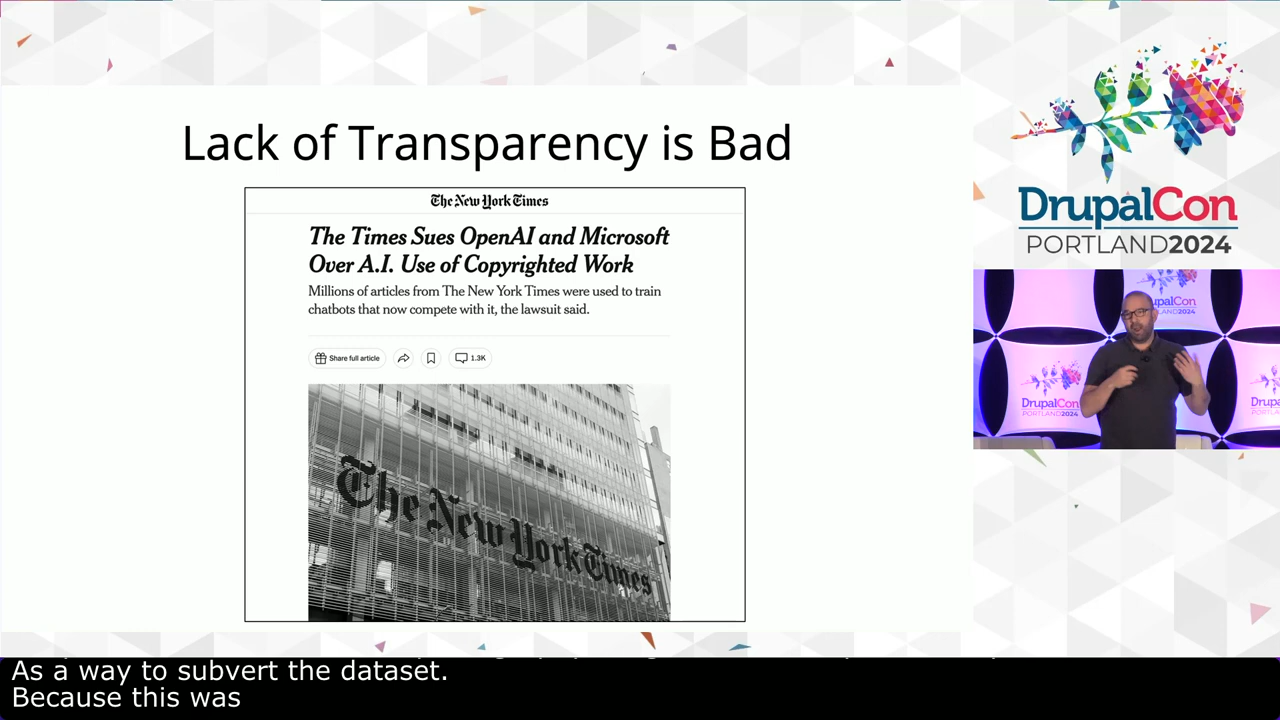 Lack of Transparency is Bad
The New York Times
The Times Sues OpenAI and Microsoft
Over A.I. Use of Copyrighted Work
Millions of articles from The New York Times were used to train
chatbots that now compete with it, the lawsuit said.
Share full article
1.3K
The New York Times
DrupalCon
PORTLAND2024
DrupalCon
PORTLAND2024
As a way to subvert the dataset.
Because this was